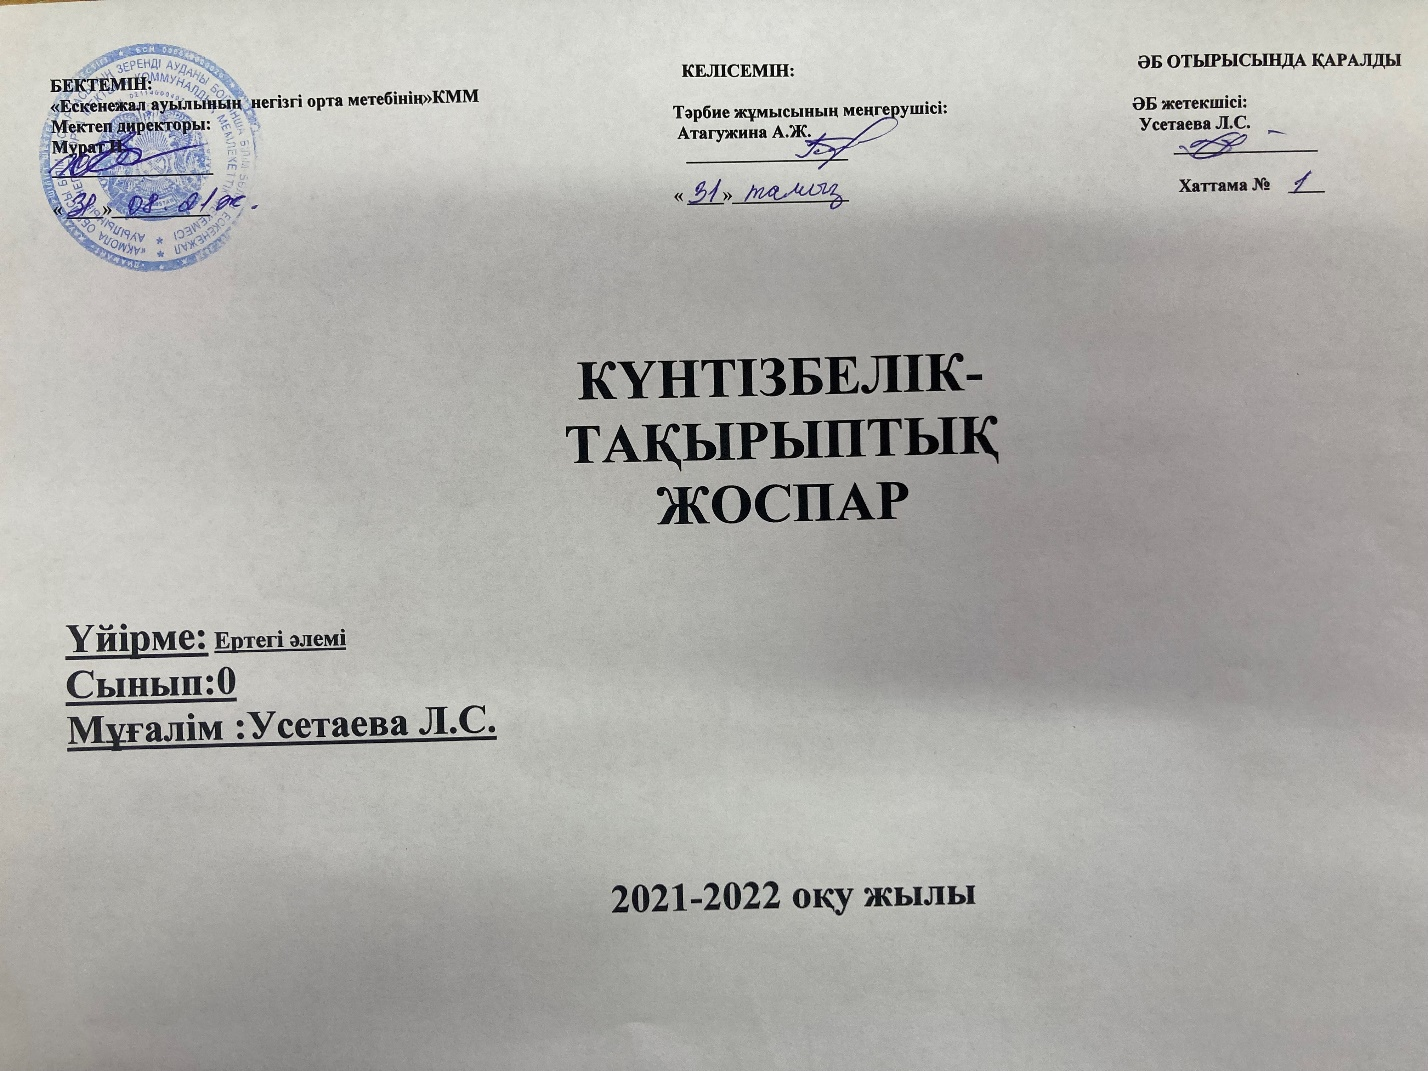 БЕКТЕМІН:
«Ескенежал ауылының негізгі орта метебінің»КММ
Мектеп директоры:
Мұрат Н.
«31» 08.21ж.
КЕЛІСЕМІН:
Тәрбие жұмысының меңгерушісі:
Атагужина А.Ж.
«31» тамыз
ӘБ ОТЫРЫСЫНДА ҚАРАЛДЫ
ӘБ жетекшісі:
Усетаева Л.С.
Хаттама № 1
КҮНТІЗБЕЛІК-
ТАҚЫРЫПТЫҚ
ЖОСПАР
Үйірме: Ертегі әлемі
Сынып:0
Мұғалім :Усетаева Л.С.
2021-2022 оқу жылы